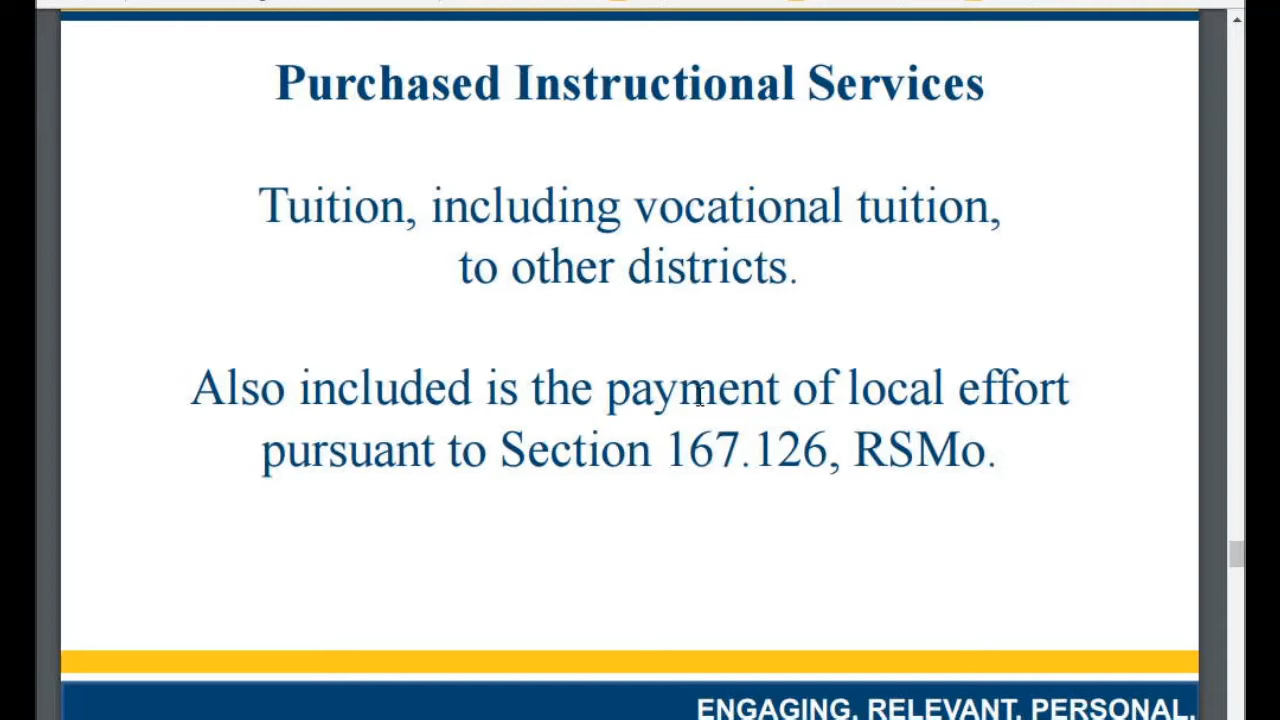 Purchased Instructional Services
Tuition, including vocational tuition,
to other districts.
Also included is the payment of local effort
pursuant to Section 167.126, RSMo.
ENGAGING. RELEVANT. PERSONAL.